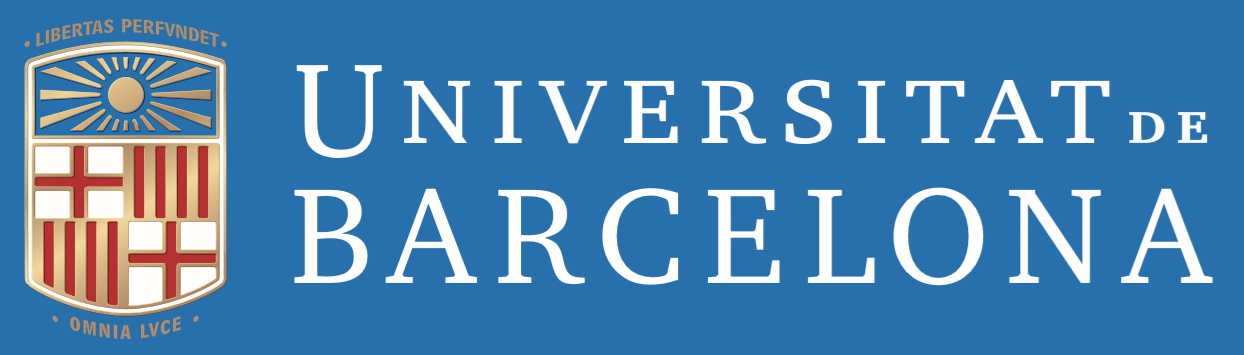 · LIBERTAS PERFVNDET ·
UNIVERSITAT DE
BARCELONA
· OMNIA LVCE ·